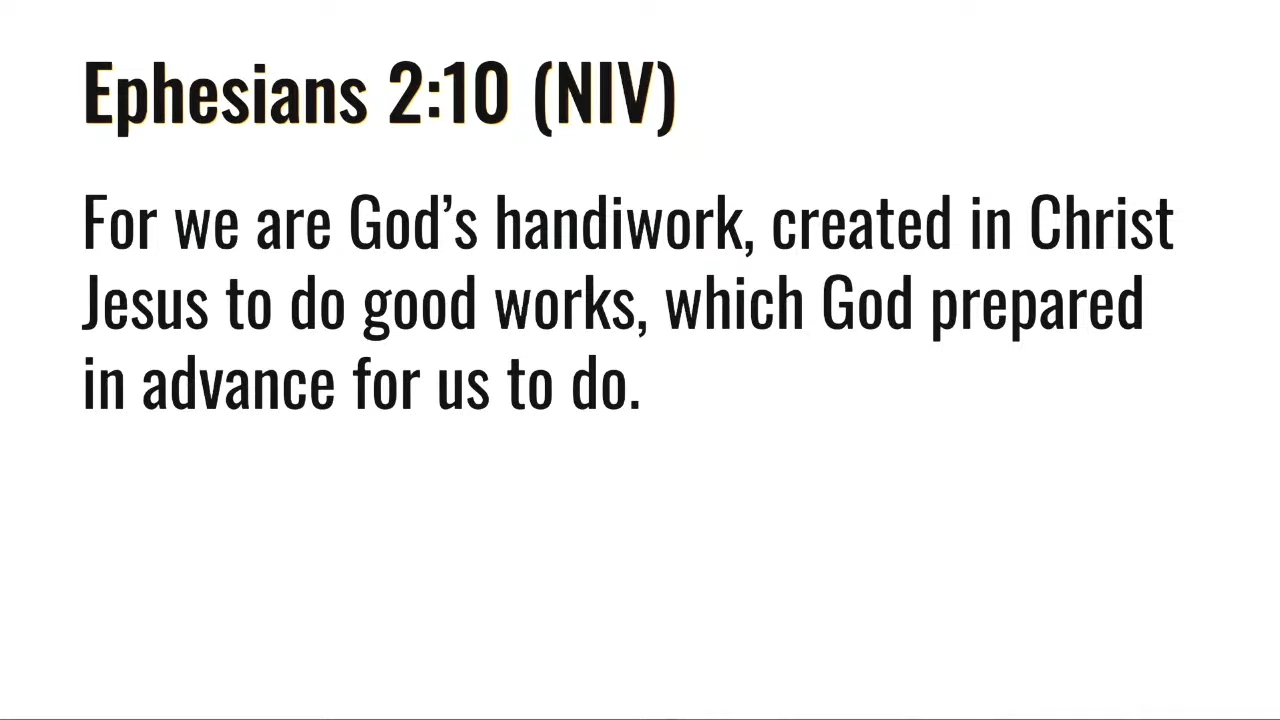 Ephesians 2:10 (NIV)
For we are God’s handiwork, created in Christ
Jesus to do good works, which God prepared
in advance for us to do.